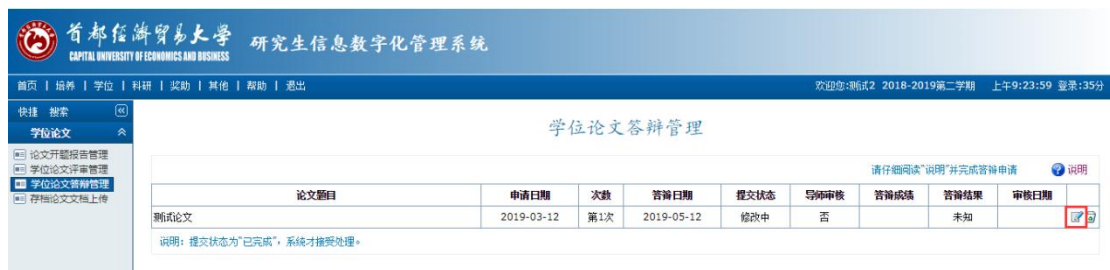 首都经济贸易大学 研究生信息数字化管理系统
CAPITAL UNIVERSITY OF ECONOMICS AND BUSINESS
首页 | 培养 | 学位 | 科研 | 奖助 | 其他 | 帮助 | 退出 欢迎您:测试2 2018-2019第二学期 上午9:23:59 登录:35分
快捷 搜索
学位论文
论文开题报告管理
学位论文评审管理
学位论文答辩管理
存档论文文档上传
学位论文答辩管理
请仔细阅读"说明"并完成答辩申请 说明
论文题目 申请日期 次数 答辩日期 提交状态 导师审核 答辩成绩 答辩结果 审核日期
测试论文 2019-03-12 第1次 2019-05-12 修改中 否 未知
说明：提交状态为"已完成"，系统才接受处理。